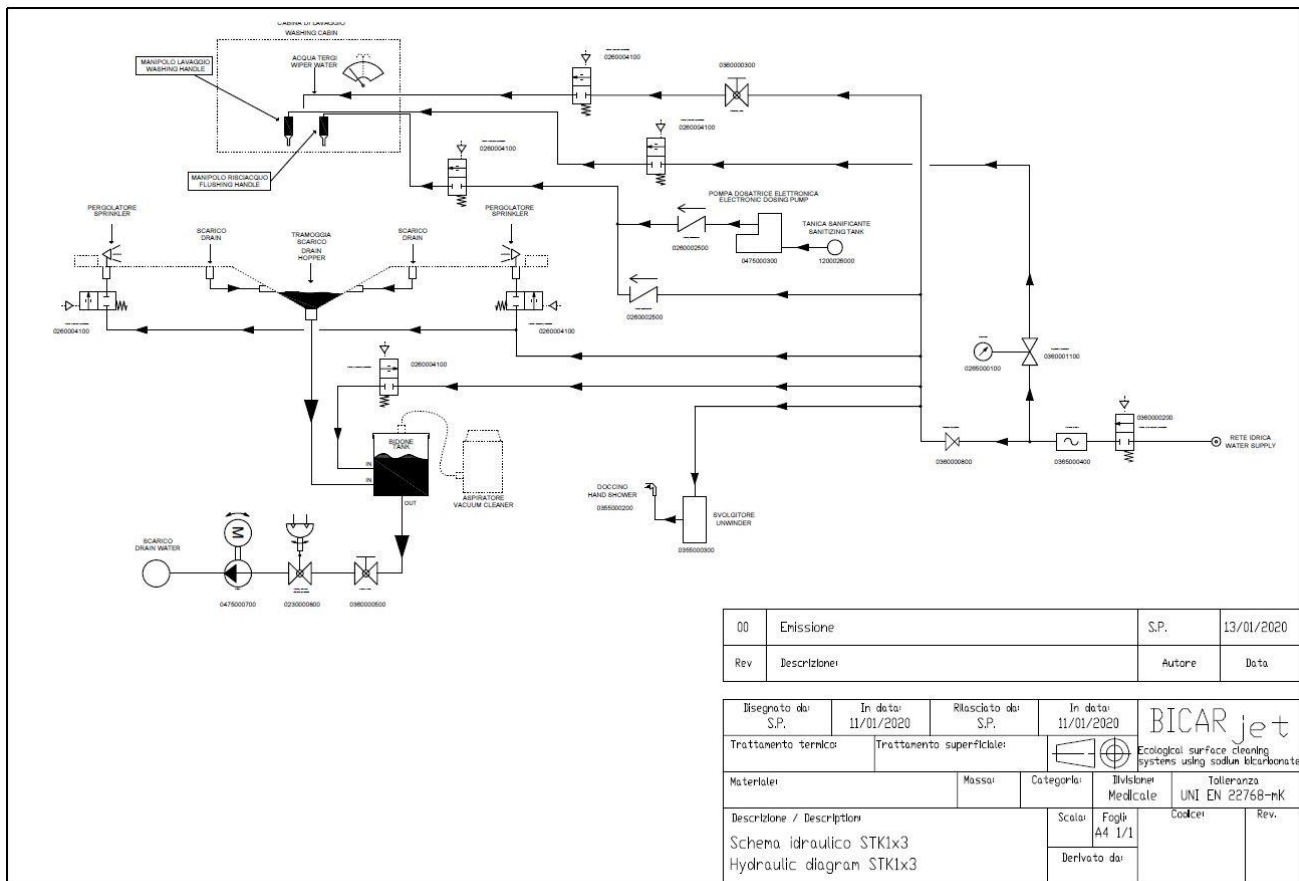 CABINA DI LAVAGGIO
WASHING CABIN
MANIPOLO LAVAGGIO
WASHING HANDLE
ACQUA TERGI
WIPER WATER
0260004100
0360000300
0260004100
0260004100
MANIPOLO RISCIACQUO
FLUSHING HANDLE
POMPA DOSATRICE ELETTRONICA
ELECTRONIC DOSING PUMP
PERGOLATORE
SPRINKLER
SCARICO
DRAIN
TRAMOGGIA
SCARICO
DRAIN
HOPPER
SCARICO
DRAIN
PERGOLATORE
SPRINKLER
TANICA SANIFICANTE
SANITIZING TANK
0260002500
0475000300
1200026000
0260002500
0260004100
0260004100
0260004100
0265000100
0360001100
0360000200
RETE IDRICA
WATER SUPPLY
0360000600
0365000400
BIDONE
TANK
IN
IN
OUT
ASPIRATORE
VACUUM CLEANER
DOCCINO
HAND SHOWER
0355000200
SVOLGITORE
UNWINDER
0355000300
SCARICO
DRAIN WATER
M
0475000700
0230000800
0360000500
00 Emissione S.P. 13/01/2020
Rev Descrizione: Autore Data
Disegnato da: In data: Rilasciato da: In data:
S.P. 11/01/2020 S.P. 11/01/2020
BICAR jet
Ecological surface cleaning
systems using sodium bicarbonate
Trattamento termico: Trattamento superficiale:
Materiale: Massa: Categoria: Divisione: Tolleranza
Medicale UNI EN 22768-mK
Descrizione / Description: Scala: Fogli: Codice: Rev.
A4 1/1
Schema idraulico STK1x3
Hydraulic diagram STK1x3
Derivato da: